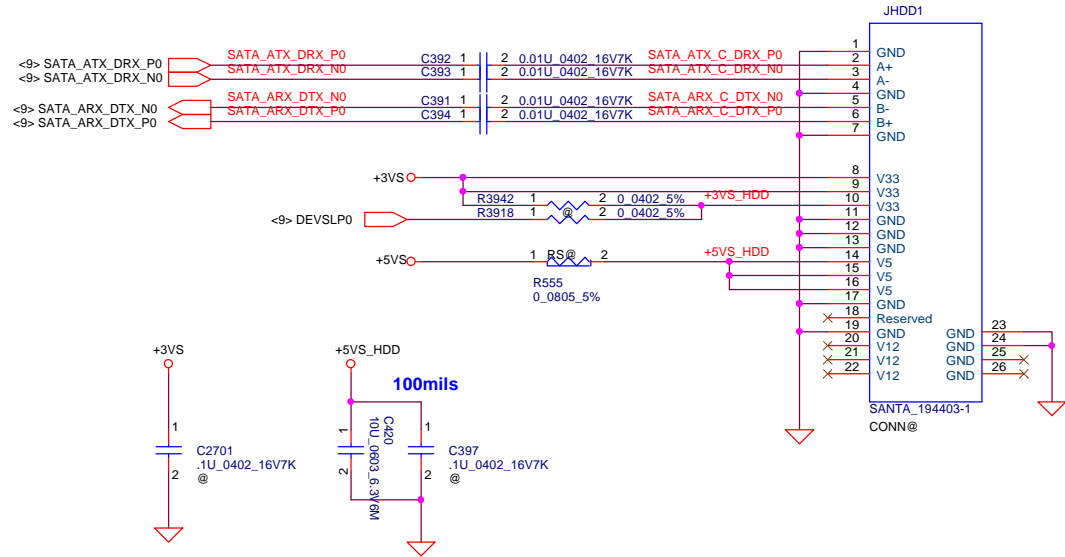 JHDD1
<9> SATA_ATX_DRX_P0 SATA_ATX_DRX_P0 C392 1 2 0.01U_0402_16V7K SATA_ATX_C_DRX_P0 1 GND
<9> SATA_ATX_DRX_N0 SATA_ATX_DRX_N0 C393 1 2 0.01U_0402_16V7K SATA_ATX_C_DRX_N0 2 A+
3 A-
4 GND
<9> SATA_ARX_DTX_N0 SATA_ARX_DTX_N0 C391 1 2 0.01U_0402_16V7K SATA_ARX_C_DTX_N0 5 B-
<9> SATA_ARX_DTX_P0 SATA_ARX_DTX_P0 C394 1 2 0.01U_0402_16V7K SATA_ARX_C_DTX_P0 6 B+
7 GND
+3VS 8 V33
9 V33
R3942 1 2 0_0402_5% +3VS_HDD 10 V33
<9> DEVSLP0 R3918 1 @ 2 0_0402_5% 11 GND
12 GND
13 GND
+5VS 1 RS@ 2 +5VS_HDD 14 V5
15 V5
R555 16 V5
0_0805_5% 17 GND
18 Reserved
19 GND GND 23
20 V12 GND 24
21 V12 GND 25
22 V12 GND 26
SANTA_194403-1
CONN@
+3VS
1
2
C2701
.1U_0402_16V7K
@
+5VS_HDD
100mils
1
2
C420
10U_0603_6.3V6M
1
2
C397
.1U_0402_16V7K
@